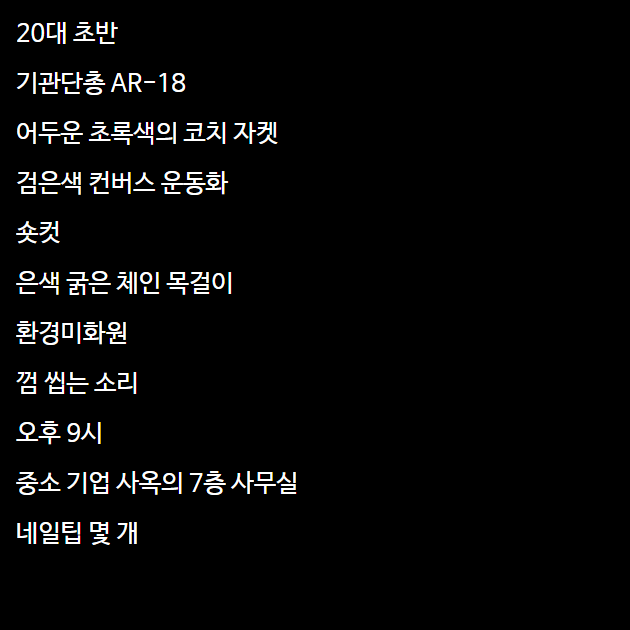 20대 초반
기관단총 AR-18
어두운 초록색의 코치 자켓
검은색 컨버스 운동화
숏컷
은색 굵은 체인 목걸이
환경미화원
껌 씹는 소리
오후 9시
중소 기업 사옥의 7층 사무실
네일팁 몇 개